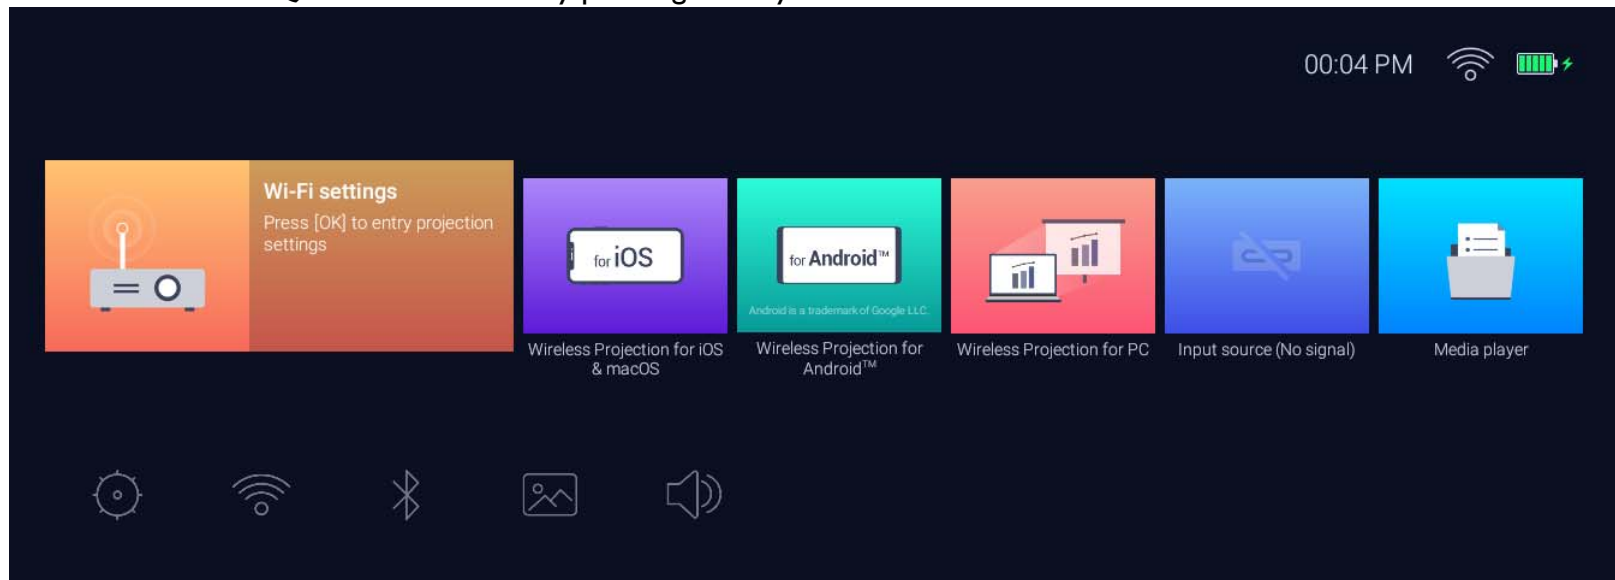 00:04 PM
Wi-Fi settings
Press [OK] to entry projection
settings
for iOS
for Android™
Android is a trademark of Google LLC.
Wireless Projection for iOS
& macOS
Wireless Projection for
Android™
Wireless Projection for PC
Input source (No signal)
Media player